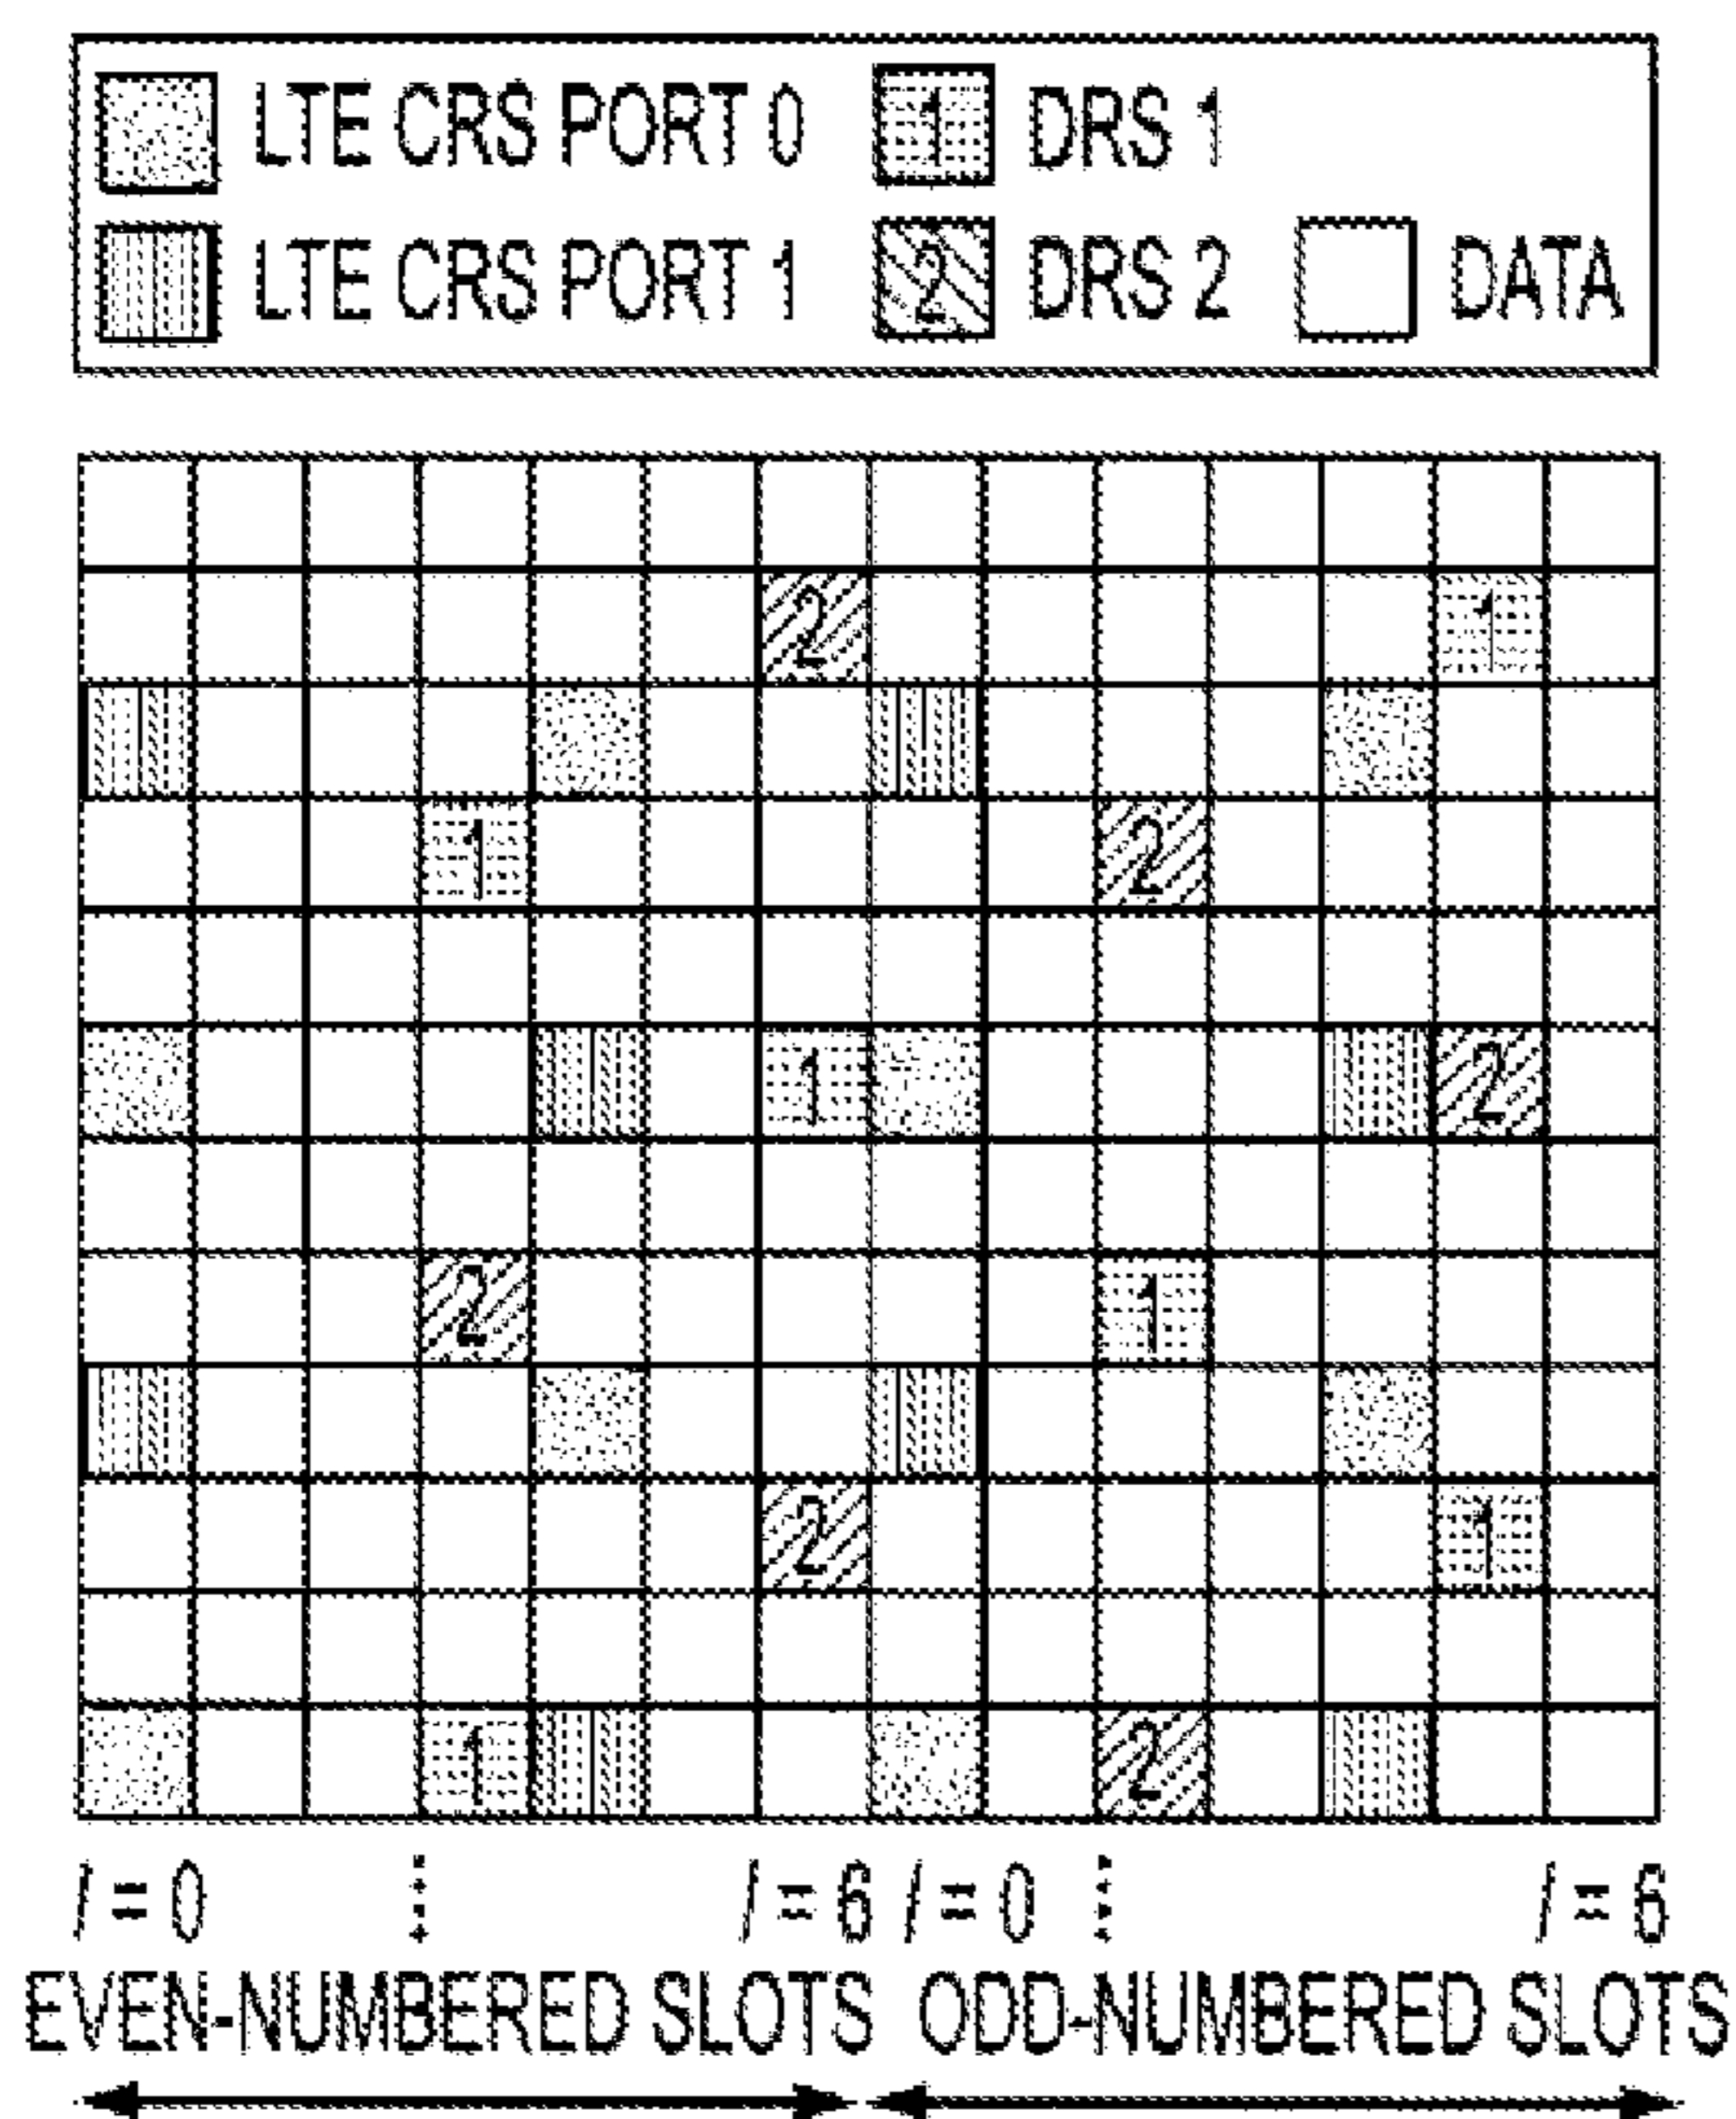 LTE CRS PORT 0 1 DRS 1
LTE CRS PORT 1 2 DRS 2 DATA
2 1
1 2
1 2
2 1
2 1
1 2
l = 0 ⋮ l = 6 l = 0 ⋮ l = 6
EVEN-NUMBERED SLOTS ODD-NUMBERED SLOTS